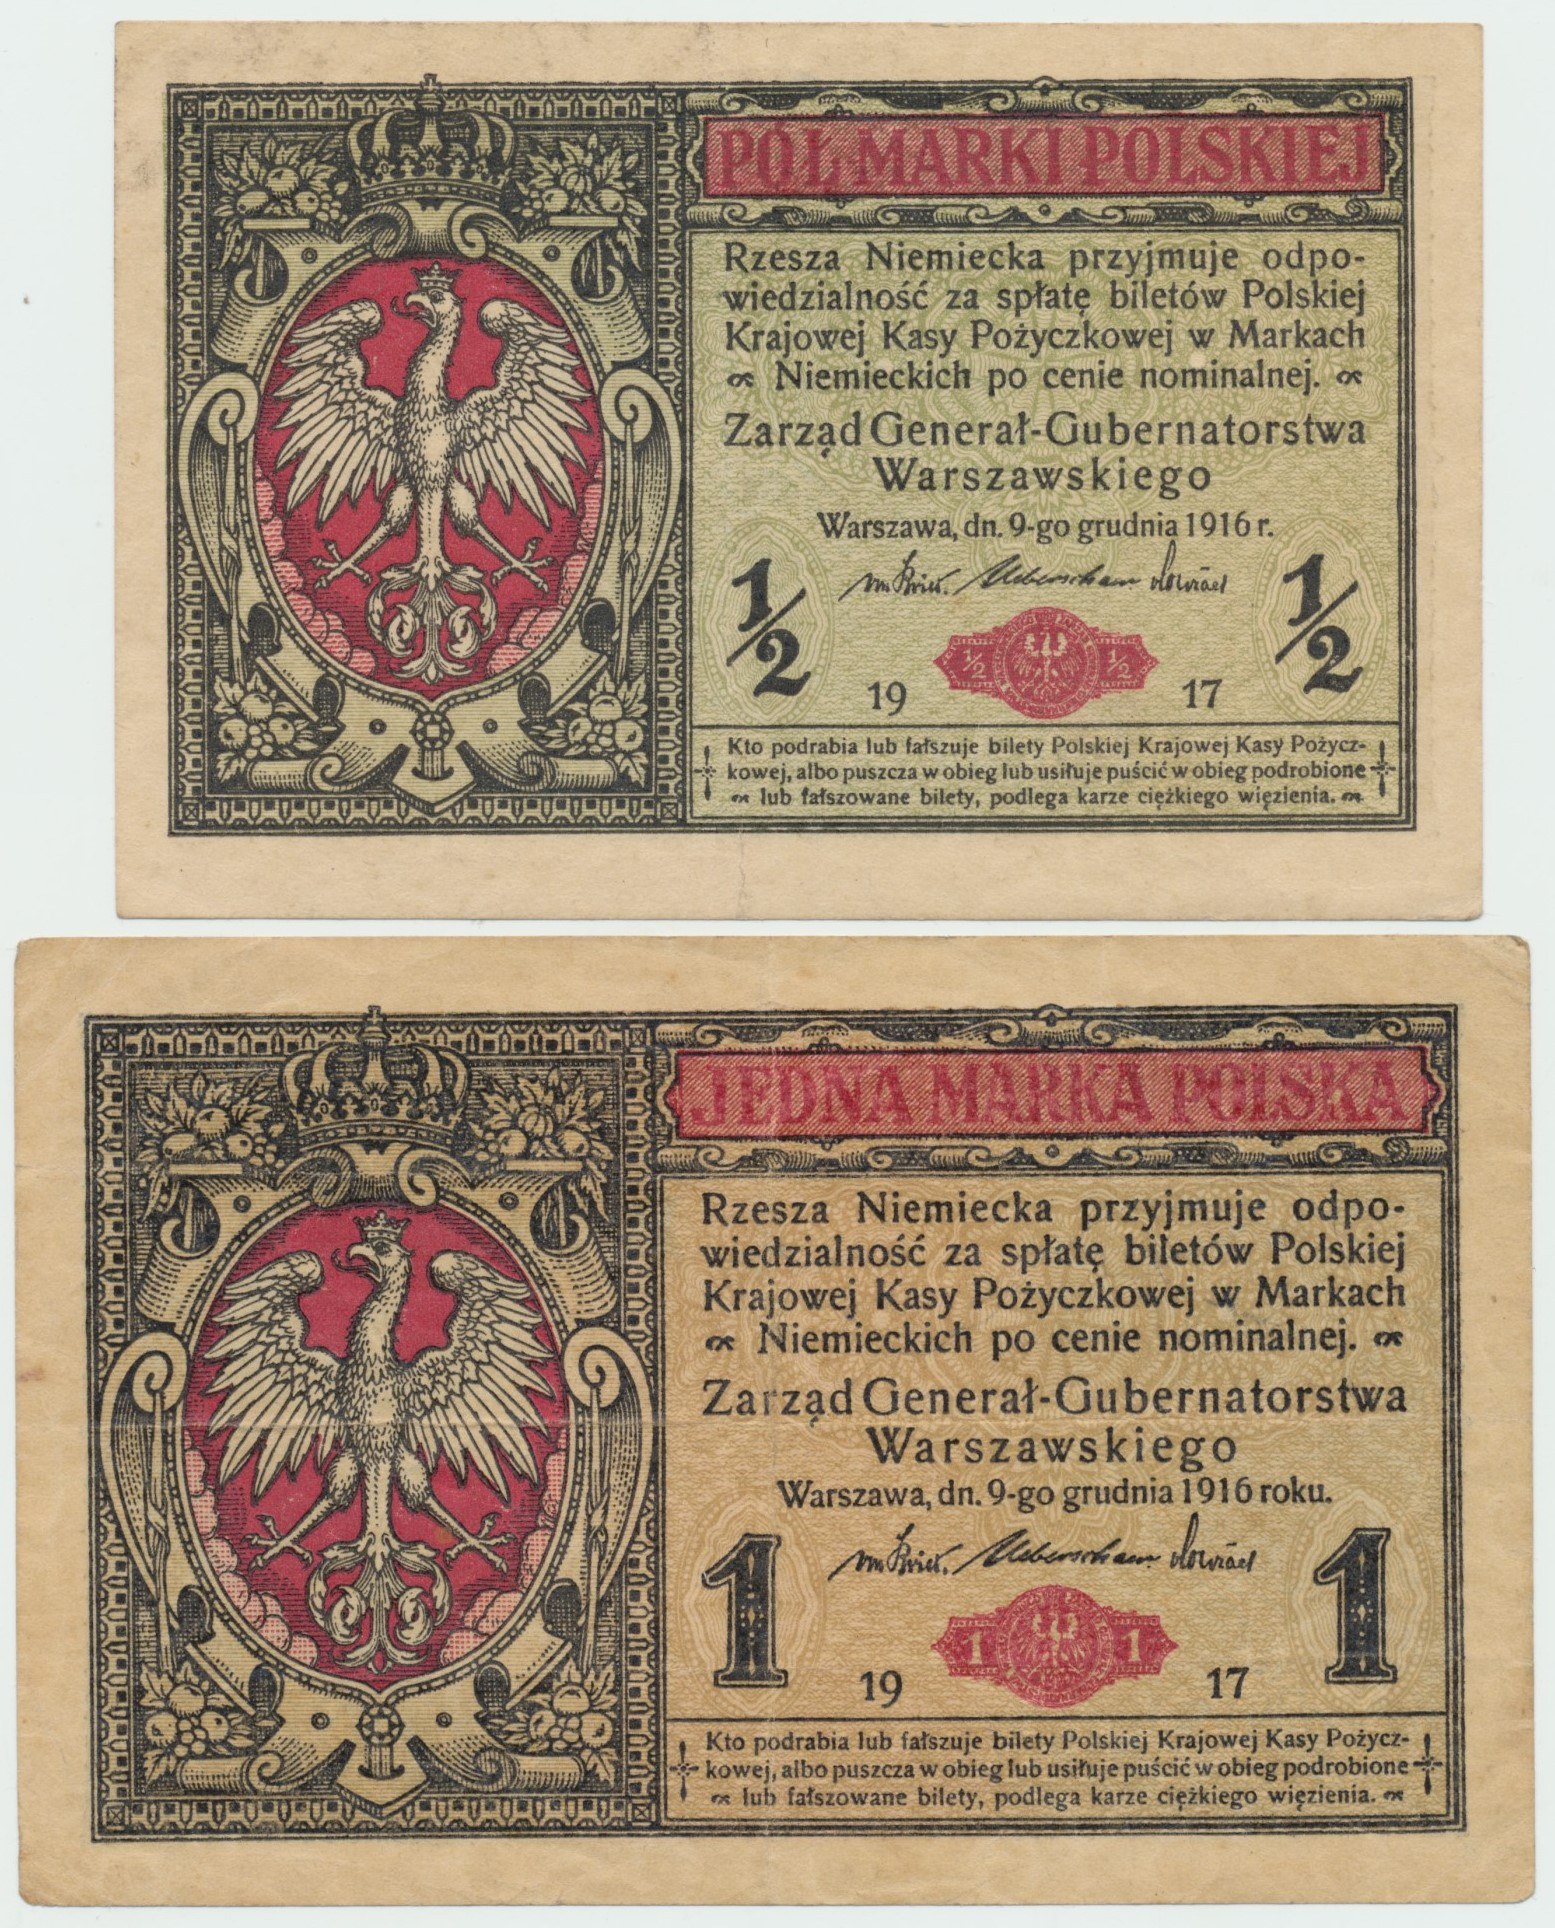 PÓŁ MARKI POLSKIEJ
Rzesza Niemiecka przyjmuje odpo-
wiedzialność za spłatę biletów Polskiej
Krajowej Kasy Pożyczkowej w Markach
Niemieckich po cenie nominalnej.
Zarząd Generał-Gubernatorstwa
Warszawskiego
Warszawa, dn. 9-go grudnia 1916 r.
1/2 1/2
1/2 1/2
19 17
Kto podrabia lub fałszuje bilety Polskiej Krajowej Kasy Pożycz-
kowej, albo puszcza w obieg lub usiłuje puścić w obieg podrobione
lub fałszowane bilety, podlega karze ciężkiego więzienia.
JEDNA MARKA POLSKA
Rzesza Niemiecka przyjmuje odpo-
wiedzialność za spłatę biletów Polskiej
Krajowej Kasy Pożyczkowej w Markach
Niemieckich po cenie nominalnej.
Zarząd Generał-Gubernatorstwa
Warszawskiego
Warszawa, dn. 9-go grudnia 1916 roku.
1 1
1 1
19 17
Kto podrabia lub fałszuje bilety Polskiej Krajowej Kasy Pożycz-
kowej, albo puszcza w obieg lub usiłuje puścić w obieg podrobione
lub fałszowane bilety, podlega karze ciężkiego więzienia.